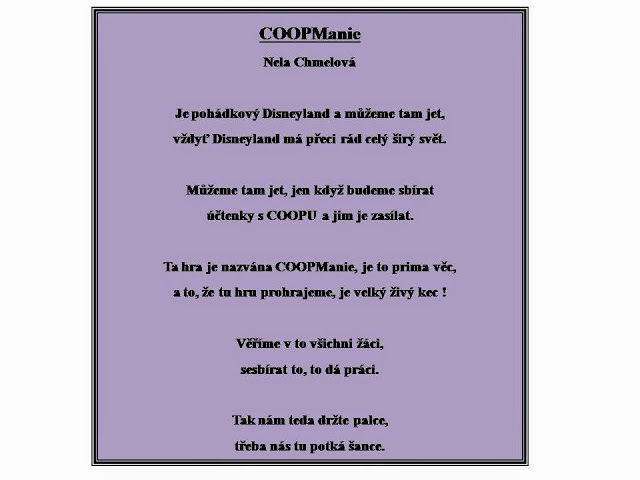 COOPManie
Nela Chmelová
Je pohádkový Disneyland a můžeme tam jet,
vždyť Disneyland má přeci rád celý širý svět.
Můžeme tam jet, jen když budeme sbírat
účtenky s COOPU a jim je zasílat.
Ta hra je nazvána COOPManie, je to prima věc,
a to, že tu hru prohrajeme, je velký živý kec !
Věříme v to všichni žáci,
sesbírat to, to dá práci.
Tak nám teda držte palce,
třeba nás tu potká šance.